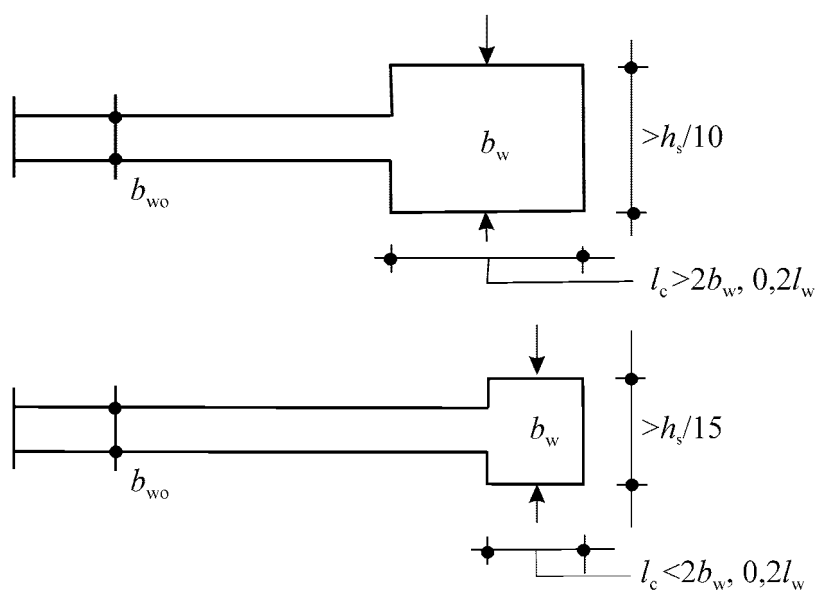 b_w
>h_s/10
b_wo
l_c>2b_w, 0,2l_w
b_w
>h_s/15
b_wo
l_c<2b_w, 0,2l_w